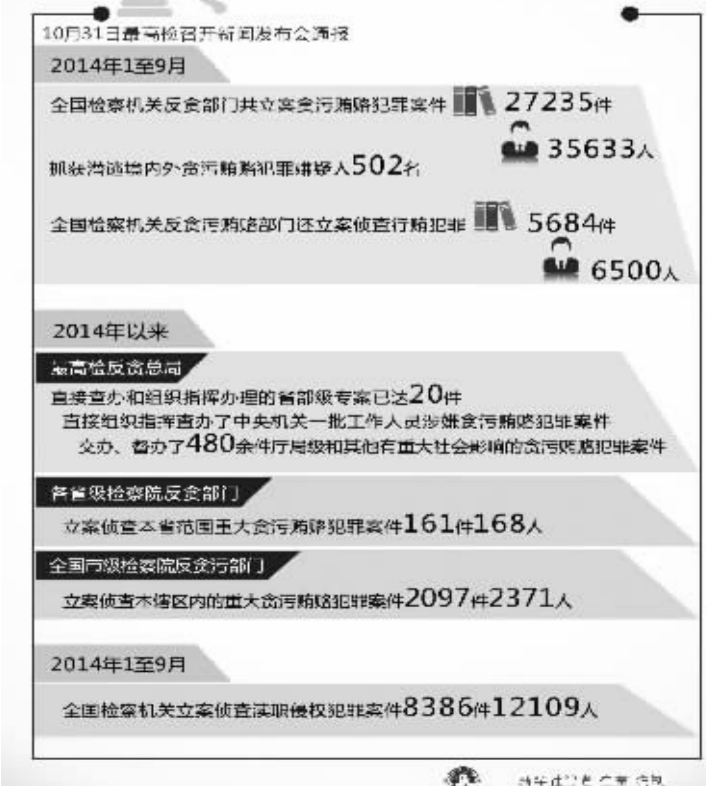 10月31日最高检召开新闻发布会通报
2014年1至9月
全国检察机关反贪部门共立案贪污贿赂犯罪案件 27235件
35633人
抓获潜逃境内外贪污贿赂犯罪嫌疑人502名
全国检察机关反贪污贿赂部门还立案侦查行贿犯罪 5684件
6500人
2014年以来
最高检反贪总局
直接查办和组织指挥办理的省部级专案已达20件
直接组织指挥查办了中央机关一批工作人员涉嫌贪污贿赂犯罪案件
交办、督办了480余件厅局级和其他有重大社会影响的贪污贿赂犯罪案件
各省级检察院反贪部门
立案侦查本省范围重大贪污贿赂犯罪案件161件168人
全国市级检察院反贪污部门
立案侦查本辖区内的重大贪污贿赂犯罪案件2097件2371人
2014年1至9月
全国检察机关立案侦查渎职侵权犯罪案件8386件12109人